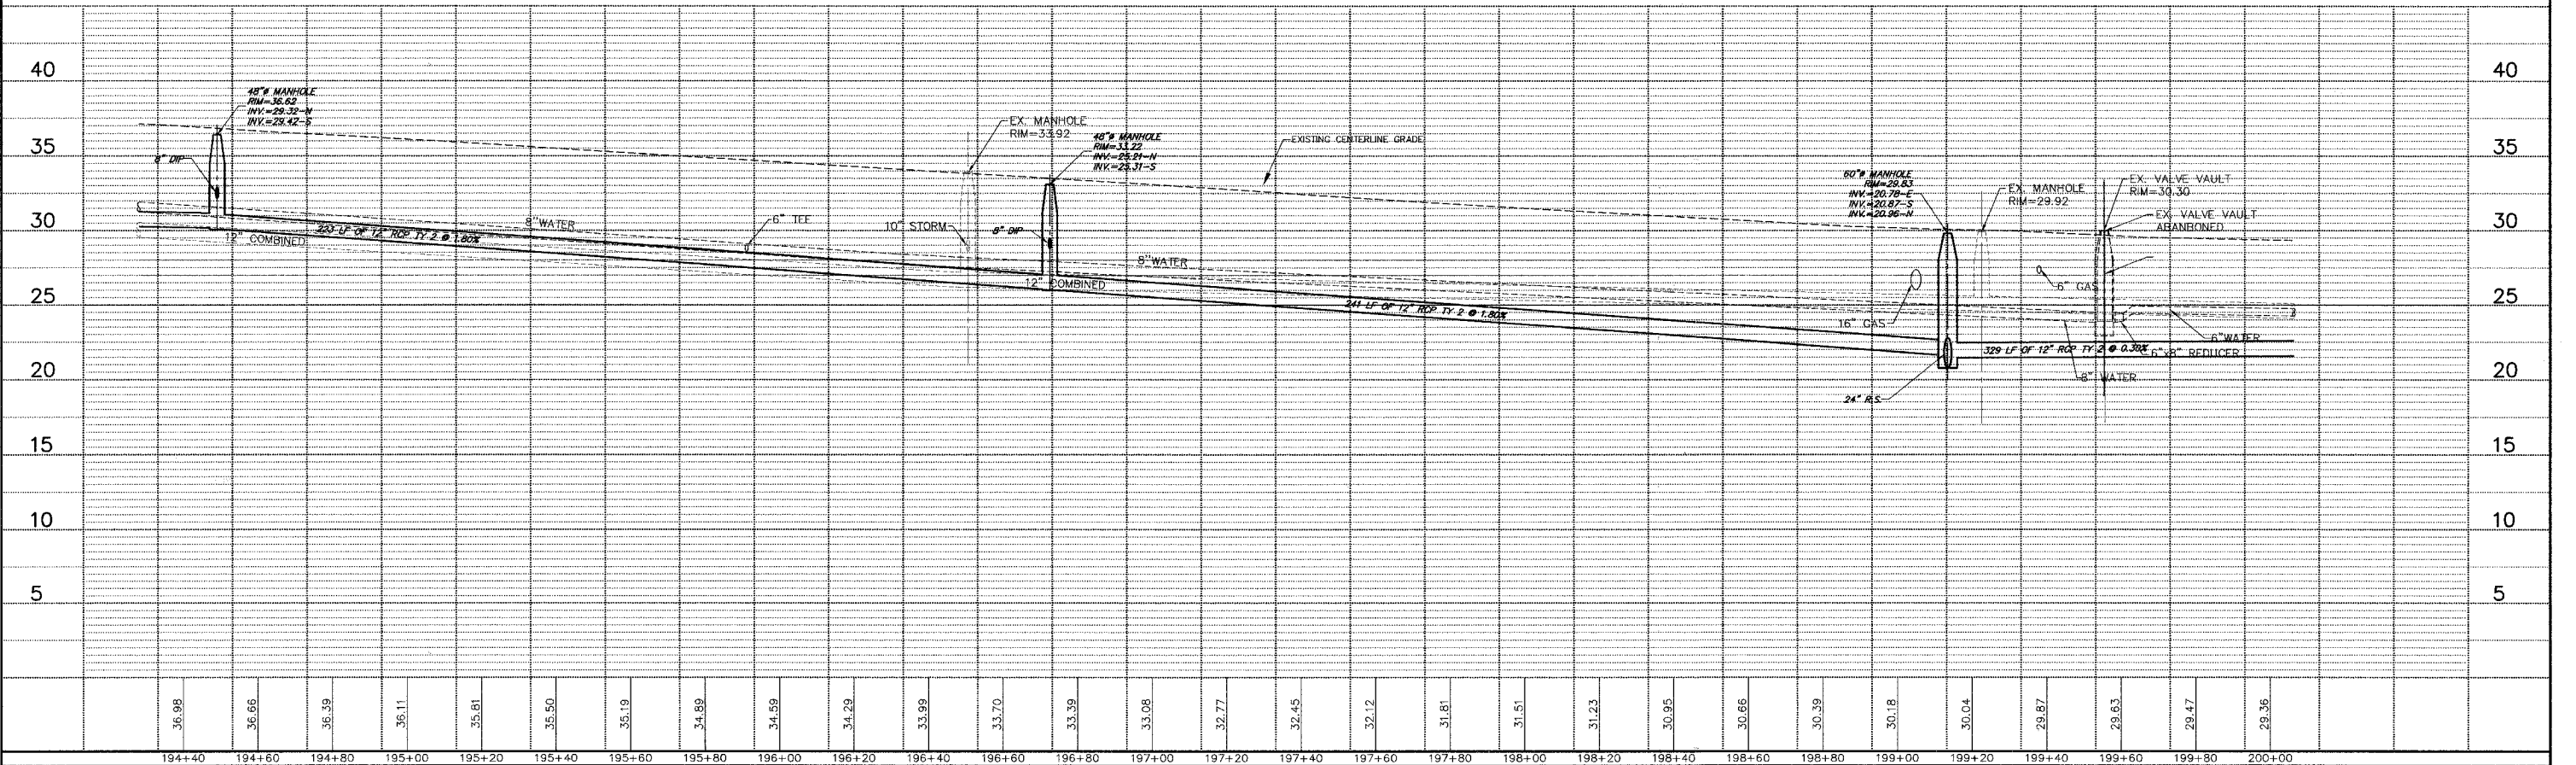 40
40
48"ø MANHOLE
RIM=36.62
INV.=29.32-N
INV.=29.42-S
EX. MANHOLE
RIM=33.92
48"ø MANHOLE
RIM=33.22
INV.=25.21-N
INV.=25.31-S
EXISTING CENTERLINE GRADE
35
35
8" DIP
60"ø MANHOLE
RIM=29.83
INV.=20.78-E
INV.=20.87-S
INV.=20.96-N
EX. MANHOLE
RIM=29.92
EX. VALVE VAULT
RIM=30.30
EX. VALVE VAULT
ABANBONED
30
30
12" COMBINED
223 LF OF 12" RCP TY 2 @ 1.80%
8"WATER
6" TEE
10" STORM
8" DIP
8"WATER
12" COMBINED
25
25
241 LF OF 12" RCP TY 2 @ 1.80%
16" GAS
6" GAS
6"WATER
329 LF OF 12" RCP TY 2 @ 0.38%
6"x8" REDUCER
8" WATER
20
20
24" R.S.
15
15
10
10
5
5
36.98
36.66
36.39
36.11
35.81
35.50
35.19
34.89
34.59
34.29
33.99
33.70
33.39
33.08
32.77
32.45
32.12
31.81
31.51
31.23
30.95
30.66
30.39
30.18
30.04
29.87
29.63
29.47
29.36
194+40 194+60 194+80 195+00 195+20 195+40 195+60 195+80 196+00 196+20 196+40 196+60 196+80 197+00 197+20 197+40 197+60 197+80 198+00 198+20 198+40 198+60 198+80 199+00 199+20 199+40 199+60 199+80 200+00